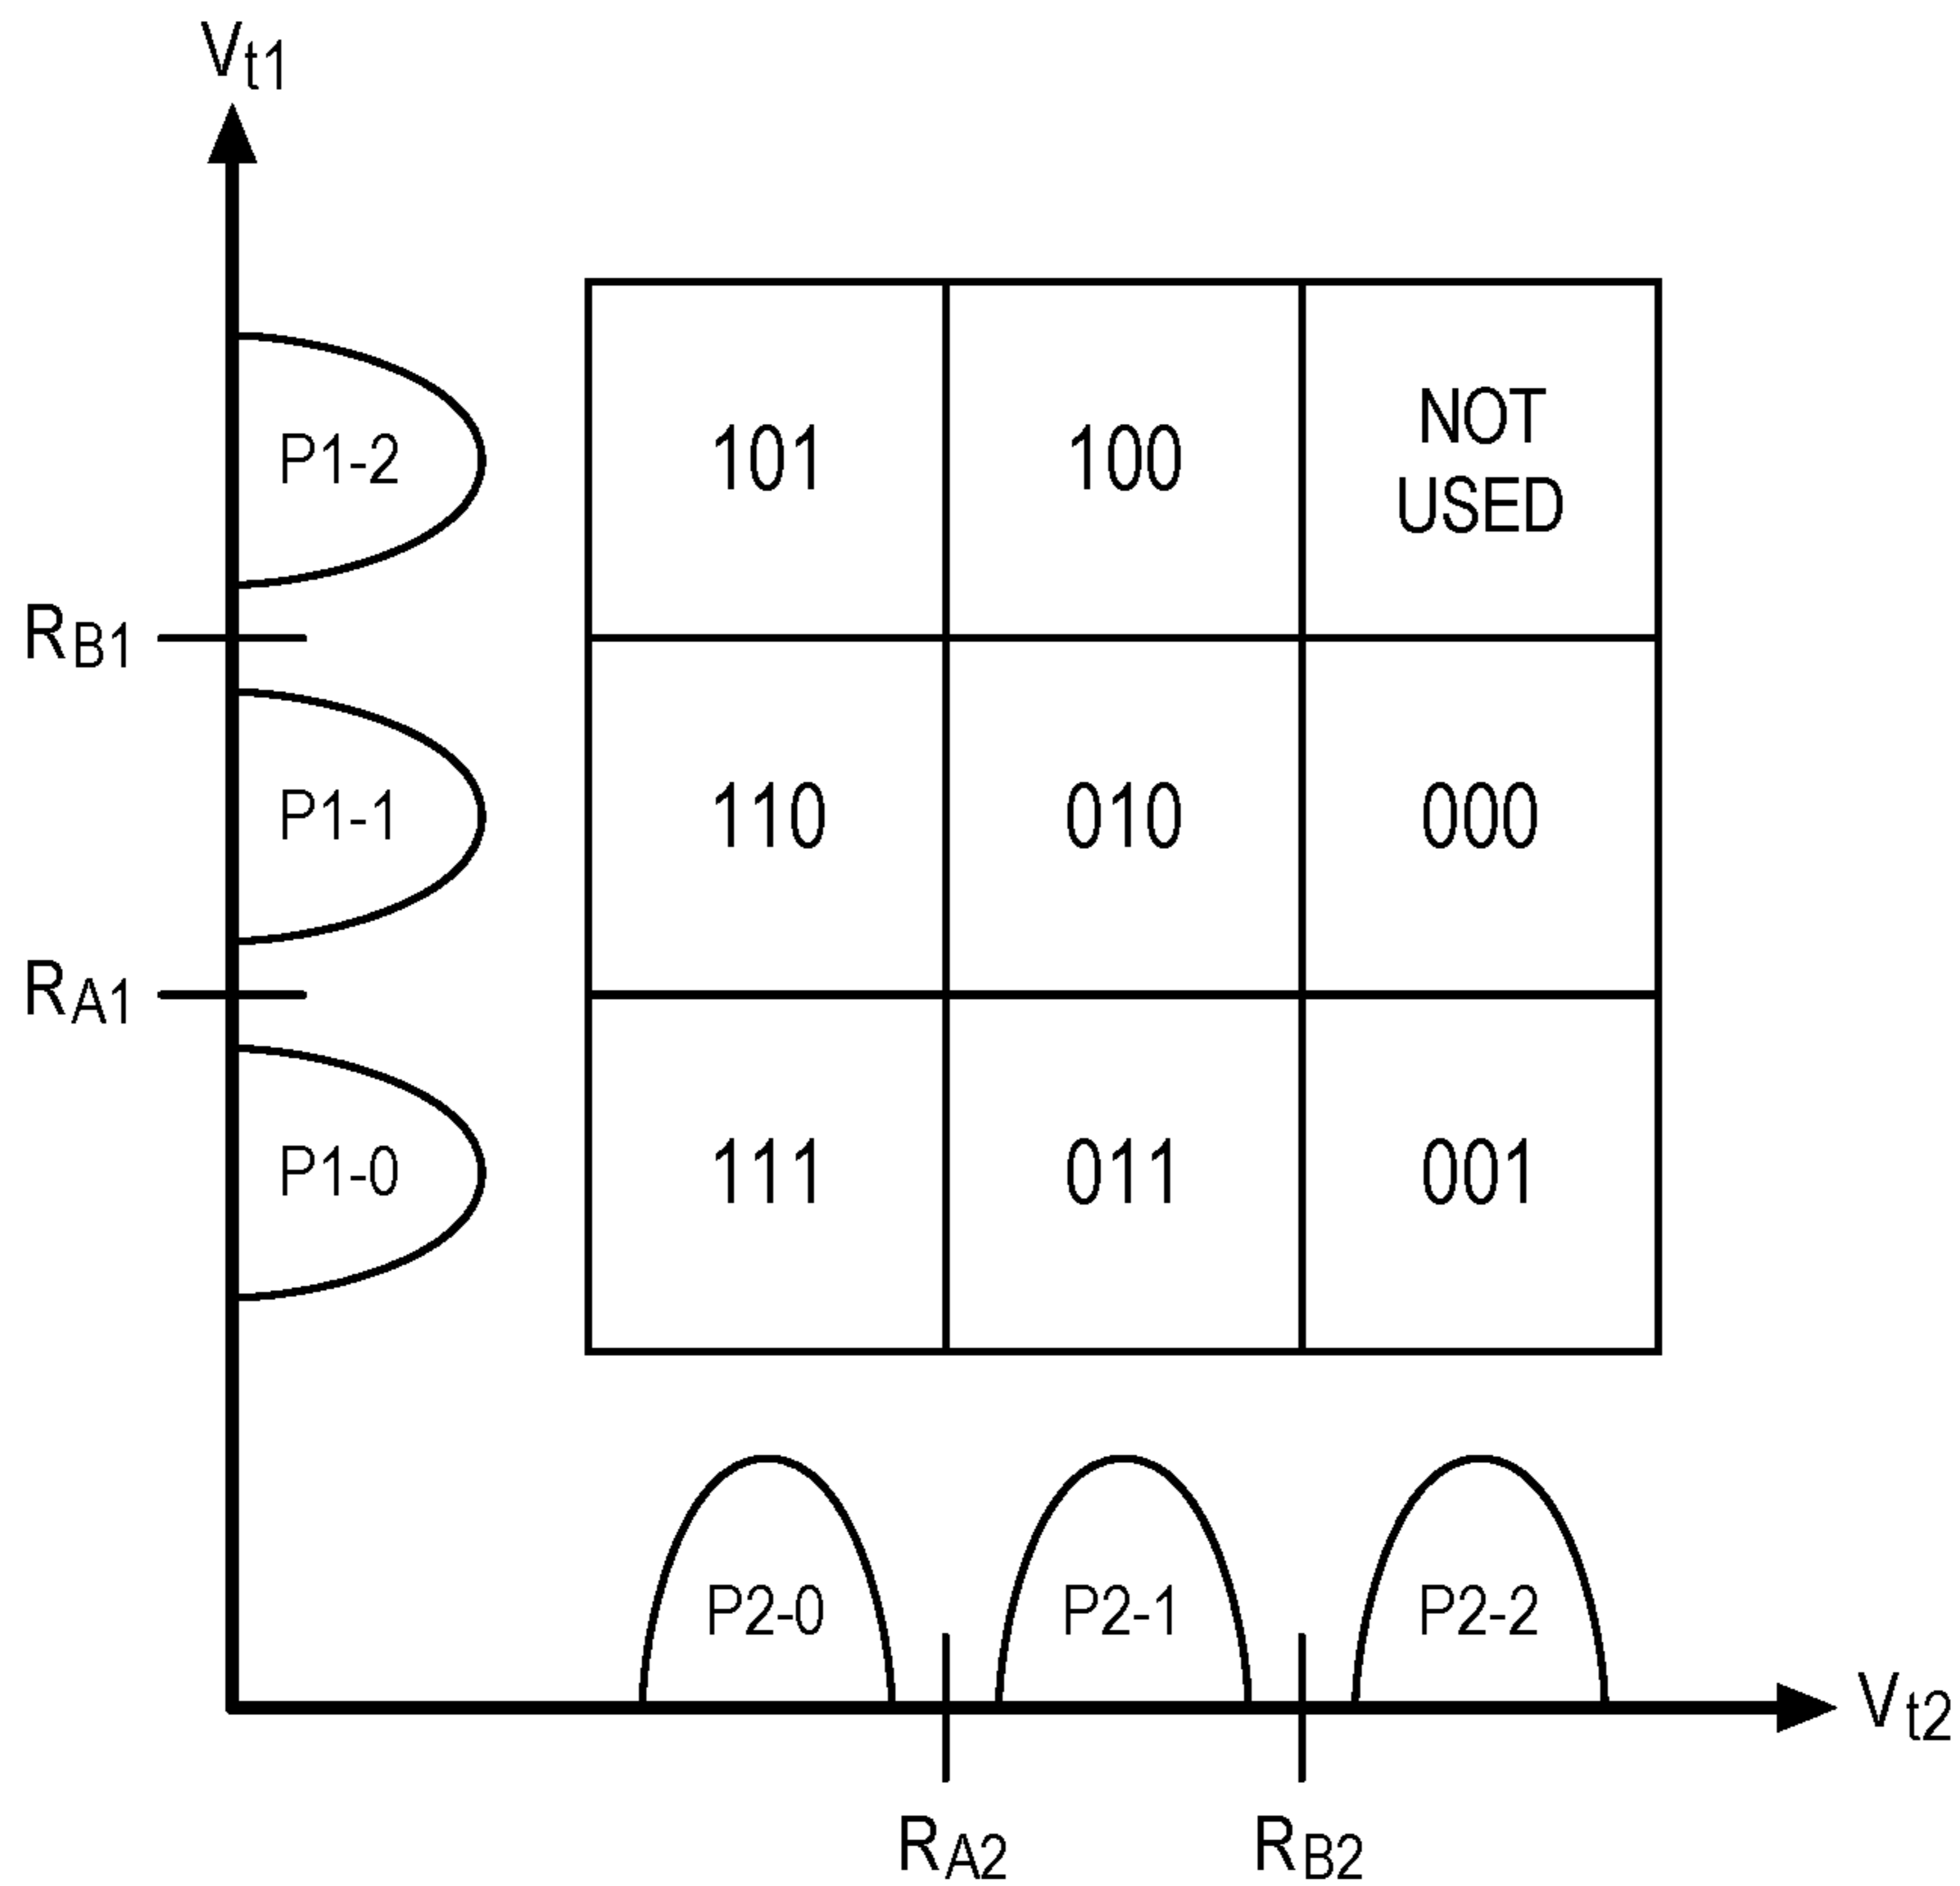 Vt1
P1-2
101
100
NOT
USED
RB1
P1-1
110
010
000
RA1
P1-0
111
011
001
P2-0
P2-1
P2-2
Vt2
RA2
RB2